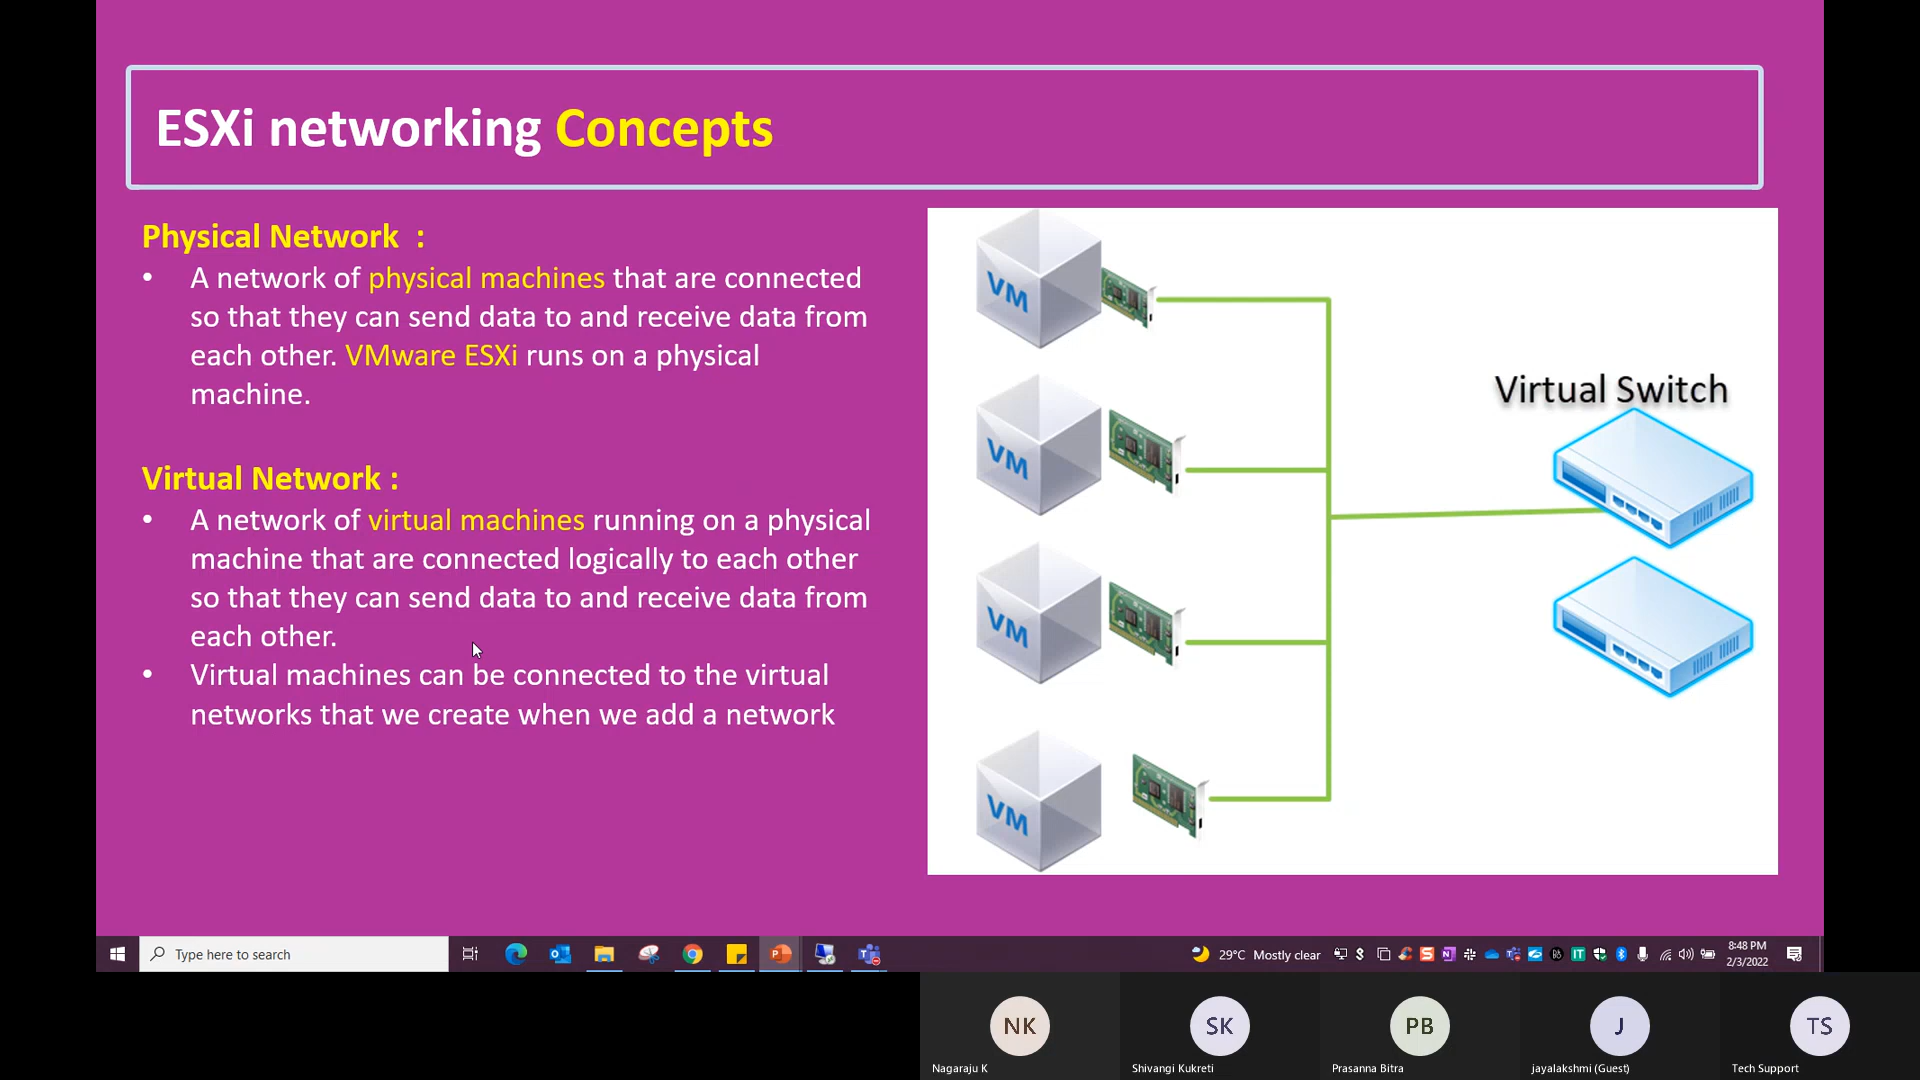 ESXi networking Concepts
Physical Network  :
• A network of physical machines that are connected
so that they can send data to and receive data from
each other. VMware ESXi runs on a physical
machine.
Virtual Network :
• A network of virtual machines running on a physical
machine that are connected logically to each other
so that they can send data to and receive data from
each other.
• Virtual machines can be connected to the virtual
networks that we create when we add a network
VM
VM
VM
VM
Virtual Switch
Type here to search
29°C Mostly clear
8:48 PM
2/3/2022
NK
Nagaraju K
SK
Shivangi Kukreti
PB
Prasanna Bitra
J
jayalakshmi (Guest)
TS
Tech Support